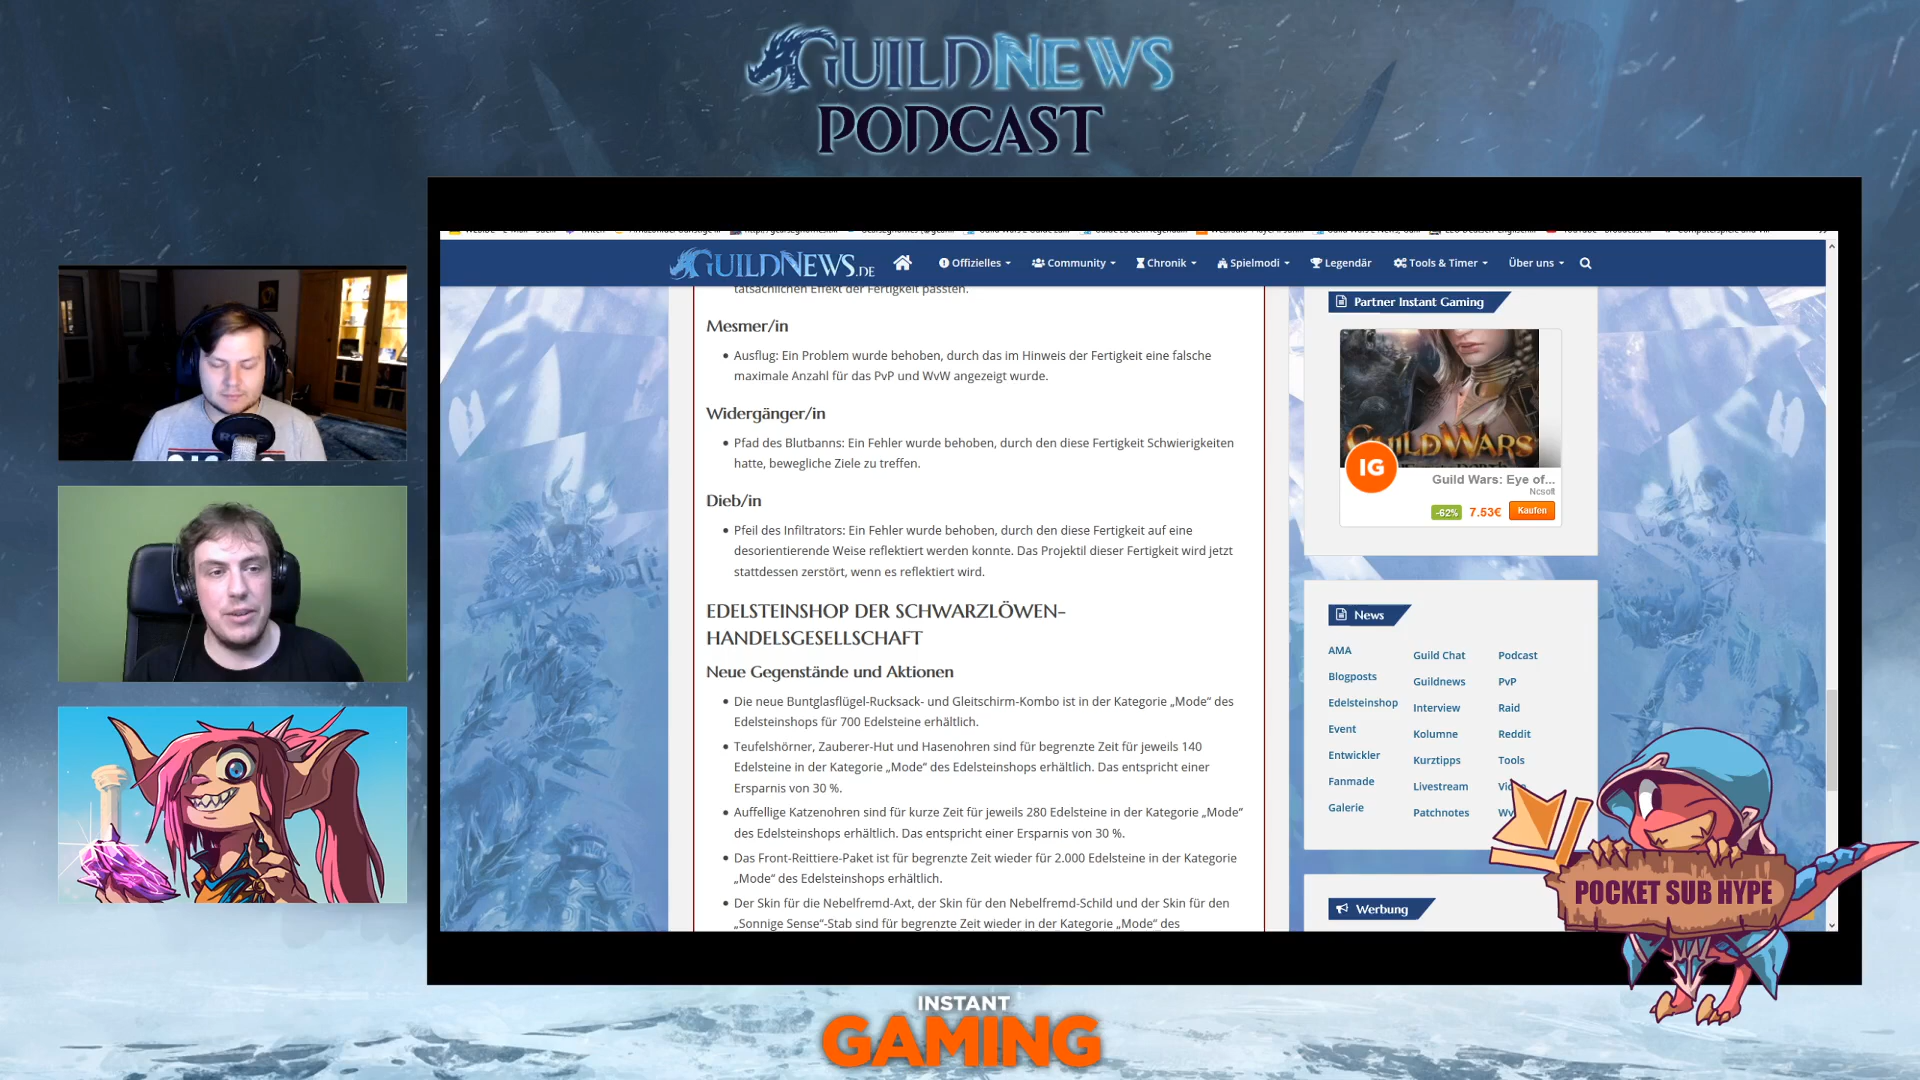 GUILDNEWS
PODCAST
GUILDNEWS.DE
Offizielles
Community
Chronik
Spielmodi
Legendär
Tools & Timer
Über uns
tatsächlichen Effekt der Fertigkeit passten.
Mesmer/in
Ausflug: Ein Problem wurde behoben, durch das im Hinweis der Fertigkeit eine falsche
maximale Anzahl für das PvP und WvW angezeigt wurde.
Widergänger/in
Pfad des Blutbanns: Ein Fehler wurde behoben, durch den diese Fertigkeit Schwierigkeiten
hatte, bewegliche Ziele zu treffen.
Dieb/in
Pfeil des Infiltrators: Ein Fehler wurde behoben, durch den diese Fertigkeit auf eine
desorientierende Weise reflektiert werden konnte. Das Projektil dieser Fertigkeit wird jetzt
stattdessen zerstört, wenn es reflektiert wird.
EDELSTEINSHOP DER SCHWARZLÖWEN-
HANDELSGESELLSCHAFT
Neue Gegenstände und Aktionen
Die neue Buntglasflügel-Rucksack- und Gleitschirm-Kombo ist in der Kategorie „Mode“ des
Edelsteinshops für 700 Edelsteine erhältlich.
Teufelshörner, Zauberer-Hut und Hasenohren sind für begrenzte Zeit für jeweils 140
Edelsteine in der Kategorie „Mode“ des Edelsteinshops erhältlich. Das entspricht einer
Ersparnis von 30 %.
Auffellige Katzenohren sind für kurze Zeit für jeweils 280 Edelsteine in der Kategorie „Mode“
des Edelsteinshops erhältlich. Das entspricht einer Ersparnis von 30 %.
Das Front-Reittiere-Paket ist für begrenzte Zeit wieder für 2.000 Edelsteine in der Kategorie
„Mode“ des Edelsteinshops erhältlich.
Der Skin für die Nebelfremd-Axt, der Skin für den Nebelfremd-Schild und der Skin für den
„Sonnige Sense“-Stab sind für begrenzte Zeit wieder in der Kategorie „Mode“ des
Partner Instant Gaming
GUILD WARS
IG
Guild Wars: Eye of...
Ncsoft
-62%
7.53€
Kaufen
News
AMA
Blogposts
Edelsteinshop
Event
Entwickler
Fanmade
Galerie
Guild Chat
Guildnews
Interview
Kolumne
Kurztipps
Livestream
Patchnotes
Podcast
PvP
Raid
Reddit
Tools
Werbung
POCKET SUB HYPE
INSTANT
GAMING